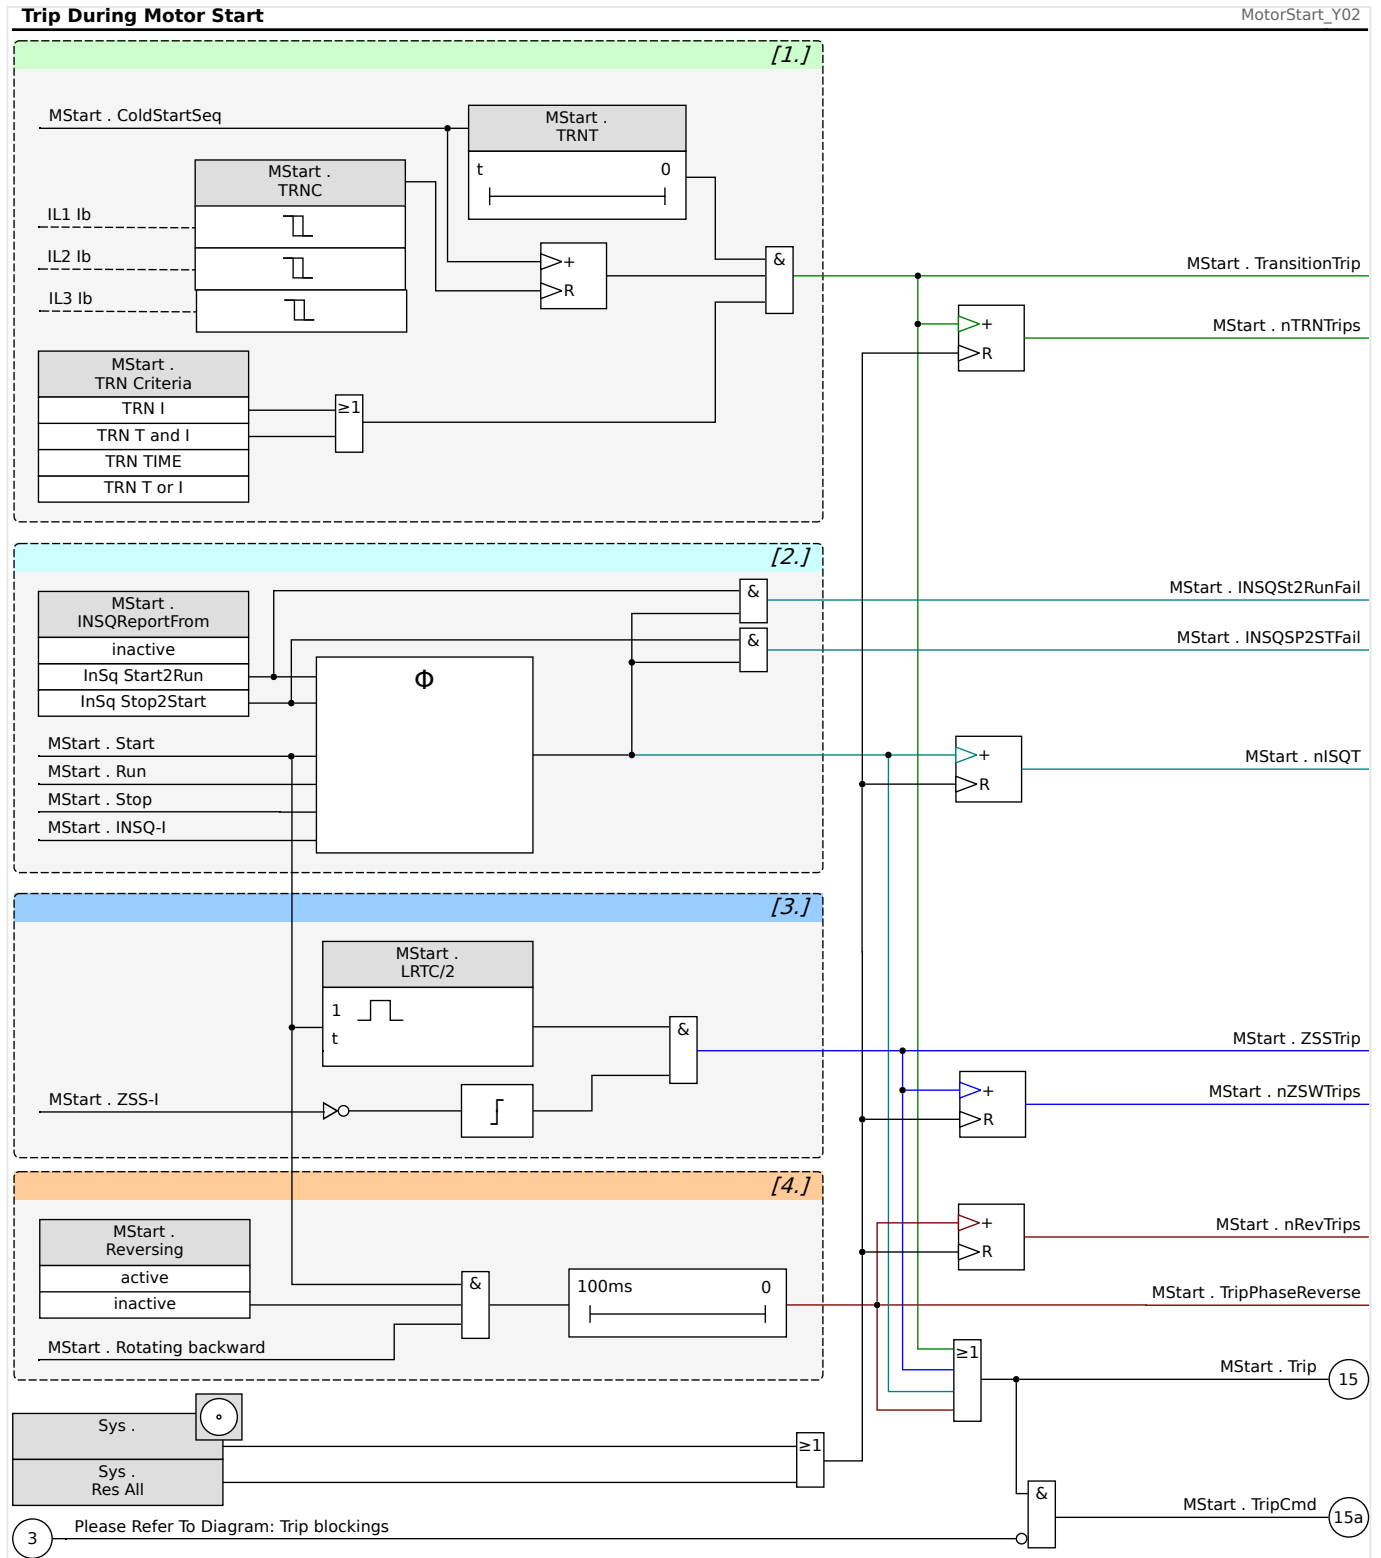 Trip During Motor Start
MotorStart_Y02
[1.]
MStart . ColdStartSeq
MStart .
TRNT
t
0
MStart .
TRNC
IL1 Ib
IL2 Ib
IL3 Ib
+
R
&
MStart . TransitionTrip
+
R
MStart . nTRNTrips
MStart .
TRN Criteria
TRN I
TRN T and I
TRN TIME
TRN T or I
≥1
[2.]
MStart .
INSQReportFrom
inactive
InSq Start2Run
InSq Stop2Start
Φ
&
&
MStart . INSQSt2RunFail
MStart . INSQSP2STFail
MStart . Start
MStart . Run
MStart . Stop
MStart . INSQ-I
+
R
MStart . nISQT
[3.]
MStart .
LRTC/2
1
t
&
MStart . ZSS-I
MStart . ZSSTrip
+
R
MStart . nZSWTrips
[4.]
MStart .
Reversing
active
inactive
MStart . Rotating backward
&
100ms
0
+
R
MStart . nRevTrips
MStart . TripPhaseReverse
≥1
MStart . Trip
15
Sys .
Sys .
Res All
≥1
&
MStart . TripCmd
15a
3
Please Refer To Diagram: Trip blockings